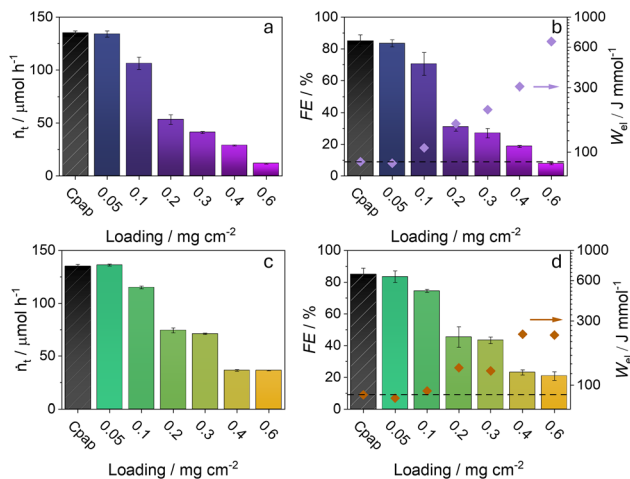 a
150
100
50
0
ṅt / μmol h⁻¹
Cpap 0.05 0.1 0.2 0.3 0.4 0.6
Loading / mg cm⁻²
b
100
80
60
40
20
0
FE / %
1000
600
300
100
Wel / J mmol⁻¹
Cpap 0.05 0.1 0.2 0.3 0.4 0.6
Loading / mg cm⁻²
c
150
100
50
0
ṅt / μmol h⁻¹
Cpap 0.05 0.1 0.2 0.3 0.4 0.6
Loading / mg cm⁻²
d
100
80
60
40
20
0
FE / %
1000
600
300
100
Wel / J mmol⁻¹
Cpap 0.05 0.1 0.2 0.3 0.4 0.6
Loading / mg cm⁻²